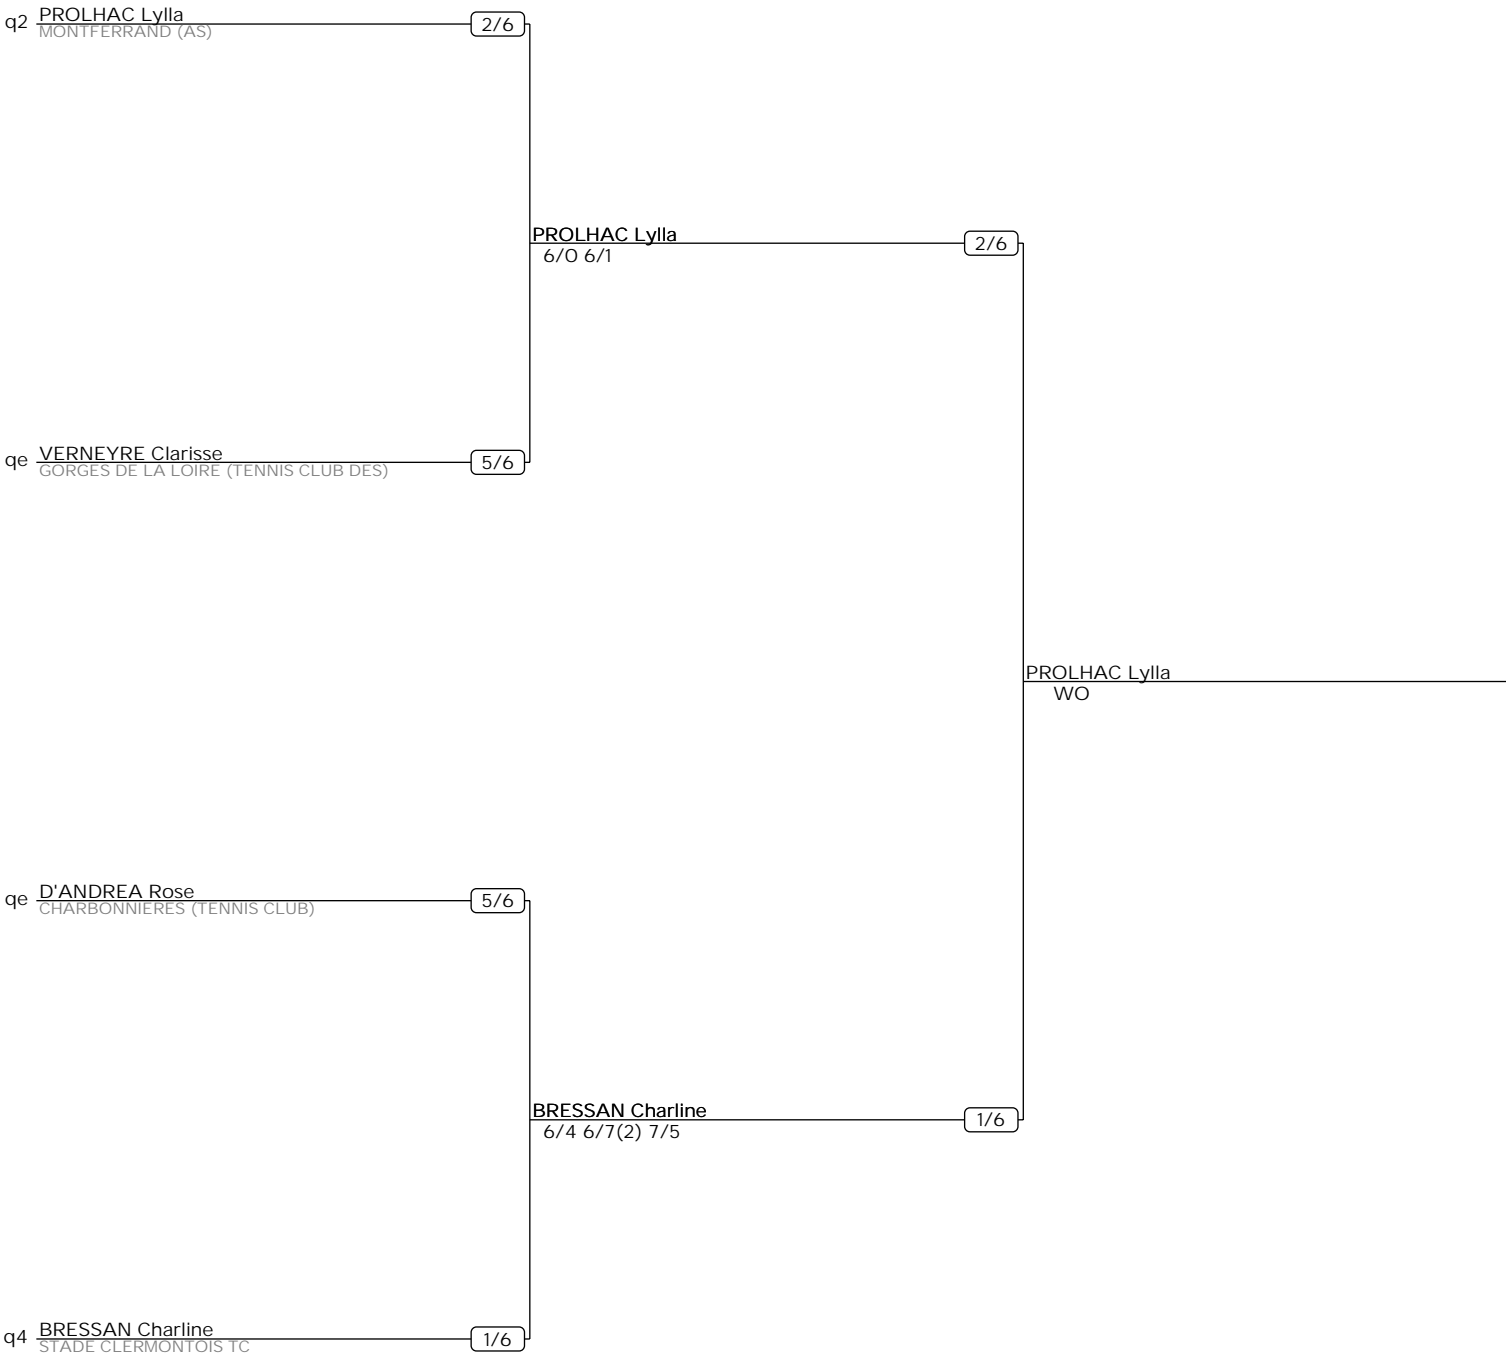 q2 PROLHAC Lylla 2/6
MONTFERRAND (AS)
PROLHAC Lylla 2/6
6/0 6/1
qe VERNEYRE Clarisse 5/6
GORGES DE LA LOIRE (TENNIS CLUB DES)
PROLHAC Lylla
WO
qe D'ANDREA Rose 5/6
CHARBONNIERES (TENNIS CLUB)
BRESSAN Charline 1/6
6/4 6/7(2) 7/5
q4 BRESSAN Charline 1/6
STADE CLERMONTOIS TC